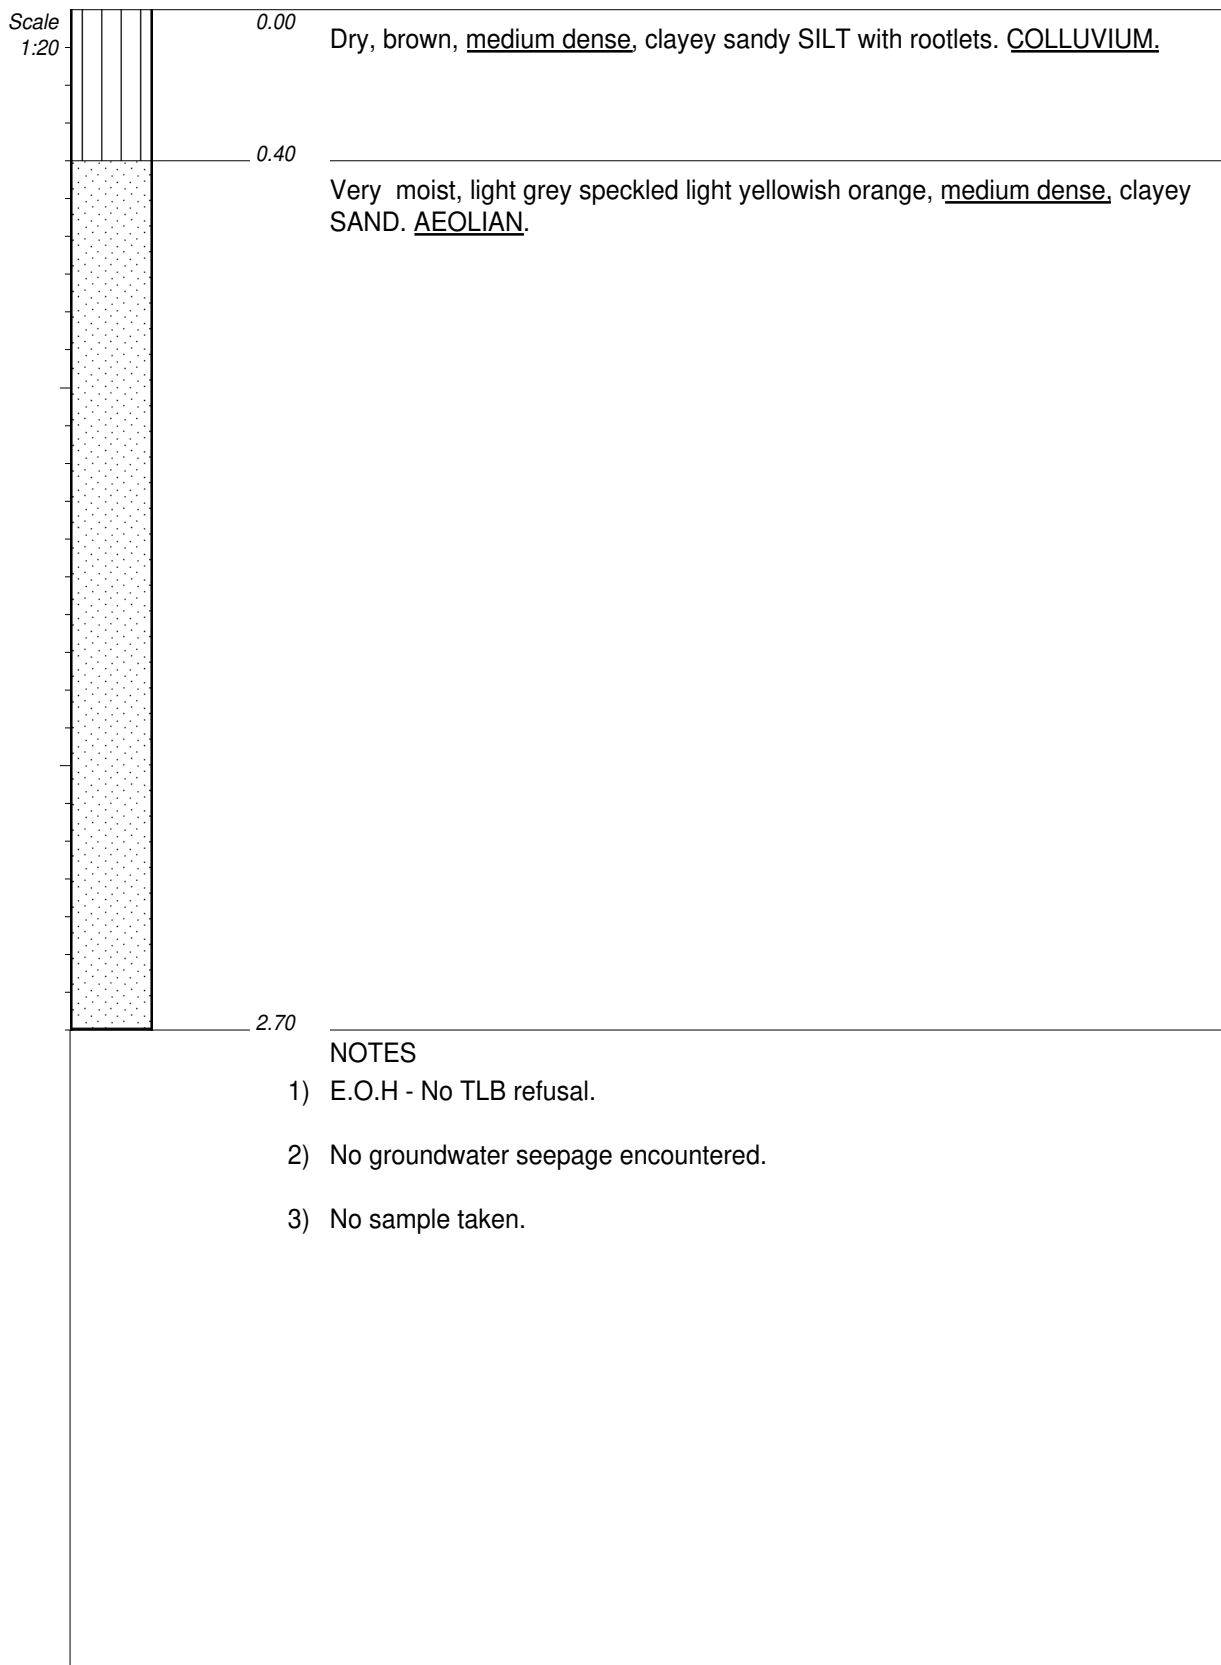 Scale
1:20
0.00
Dry, brown, medium dense, clayey sandy SILT with rootlets. COLLUVIUM.
0.40
Very  moist, light grey speckled light yellowish orange, medium dense, clayey
SAND. AEOLIAN.
2.70
NOTES
1) E.O.H - No TLB refusal.
2) No groundwater seepage encountered.
3) No sample taken.